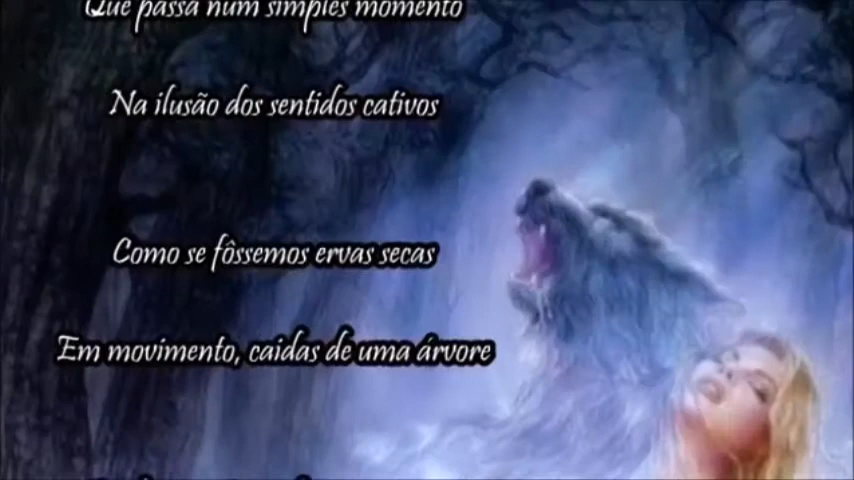 Que passa num simples momento
Na ilusão dos sentidos cativos
Como se fôssemos ervas secas
Em movimento, caidas de uma árvore